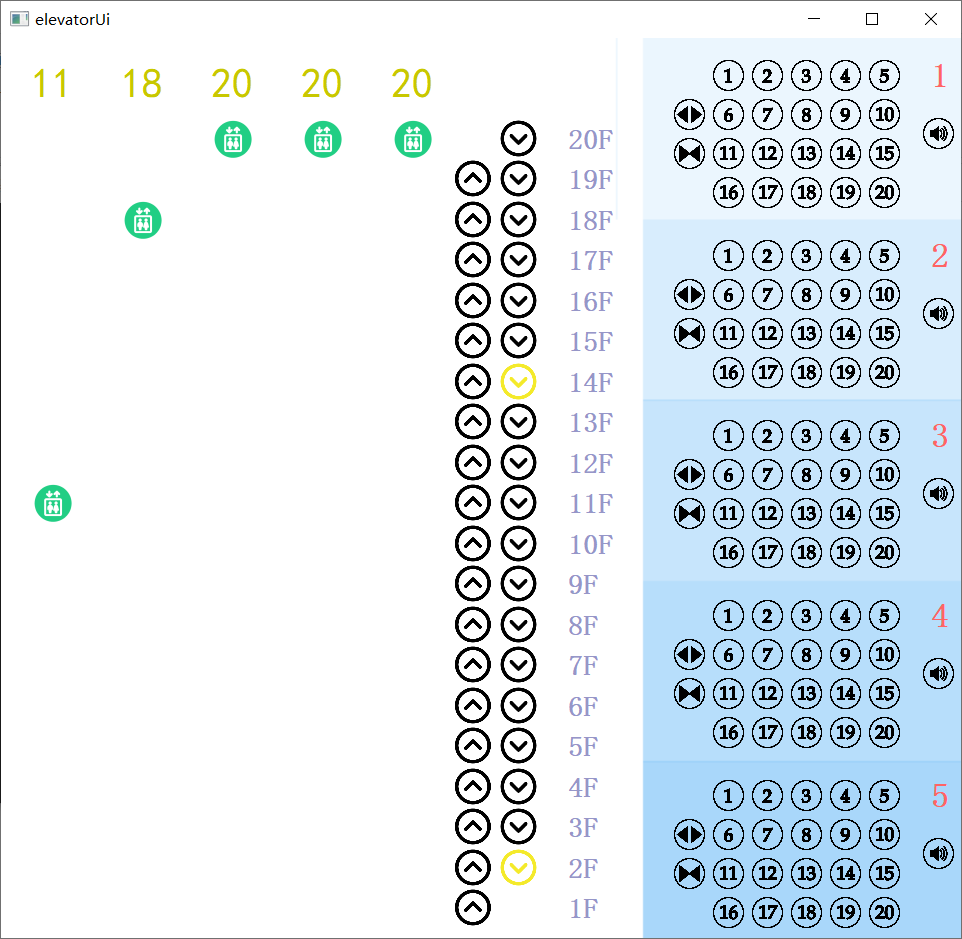 elevatorUi
11 18 20 20 20
20F
19F
18F
17F
16F
15F
14F
13F
12F
11F
10F
9F
8F
7F
6F
5F
4F
3F
2F
1F
1 2 3 4 5 1
6 7 8 9 10
11 12 13 14 15
16 17 18 19 20
1 2 3 4 5 2
6 7 8 9 10
11 12 13 14 15
16 17 18 19 20
1 2 3 4 5 3
6 7 8 9 10
11 12 13 14 15
16 17 18 19 20
1 2 3 4 5 4
6 7 8 9 10
11 12 13 14 15
16 17 18 19 20
1 2 3 4 5 5
6 7 8 9 10
11 12 13 14 15
16 17 18 19 20